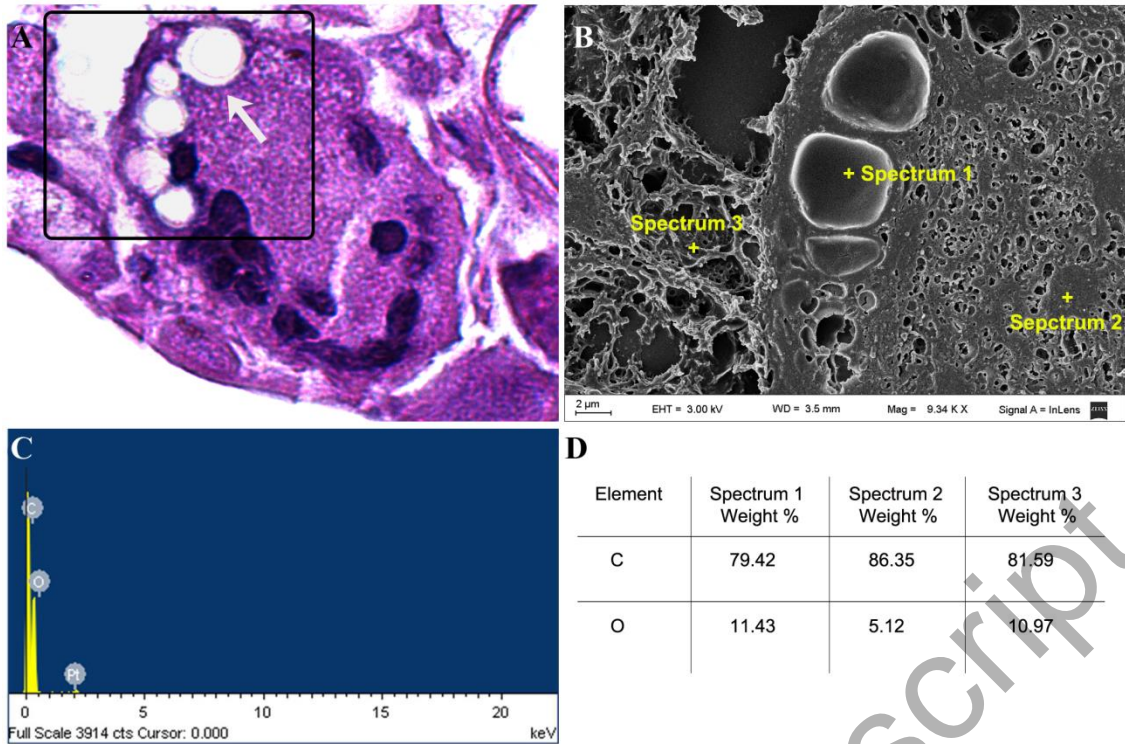 A
B
+ Spectrum 1
Spectrum 3
+
+
Sepctrum 2
2 µm EHT = 3.00 kV WD = 3.5 mm Mag = 9.34 K X Signal A = InLens ZEISS
C
C
O
Pt
0 5 10 15 20
Full Scale 3914 cts Cursor: 0.000 keV
D
Element Spectrum 1 Weight % Spectrum 2 Weight % Spectrum 3 Weight %
C 79.42 86.35 81.59
O 11.43 5.12 10.97
script